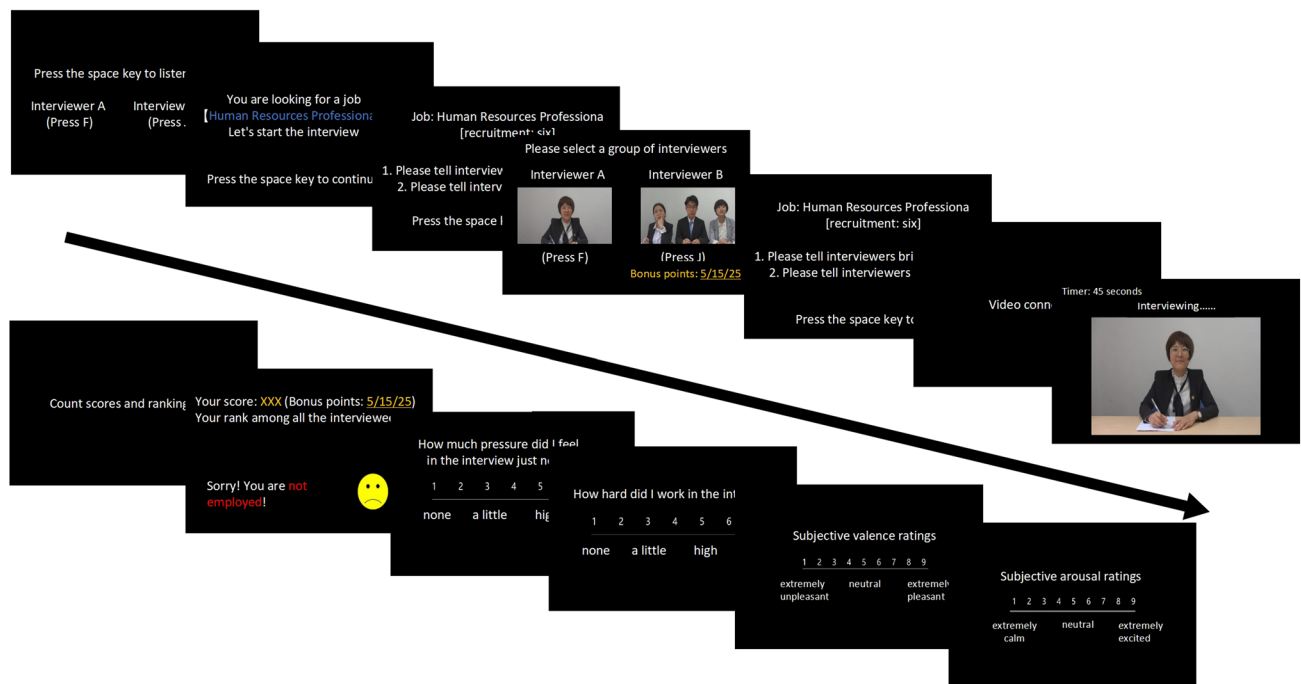 Press the space key to listen
Interviewer A
(Press F)
Interview
(Press
You are looking for a job
【Human Resources Professiona
Let's start the interview
Press the space key to continu
Job: Human Resources Professiona
[recruitment: six]
1. Please tell interview
2. Please tell interv
Press the space
Please select a group of interviewers
Interviewer A
Interviewer B
(Press F)
(Press J)
Bonus points: 5/15/25
Job: Human Resources Professiona
[recruitment: six]
1. Please tell interviewers bri
2. Please tell interviewers
Press the space key to
Video conn
Timer: 45 seconds
Interviewing......
Count scores and ranking
Your score: XXX (Bonus points: 5/15/25)
Your rank among all the interviewee
Sorry! You are not
employed!
How much pressure did I feel
in the interview just no
1 2 3 4 5
none a little hig
How hard did I work in the int
1 2 3 4 5 6
none a little high
Subjective valence ratings
1 2 3 4 5 6 7 8 9
extremely
unpleasant
neutral
extremely
pleasant
Subjective arousal ratings
1 2 3 4 5 6 7 8 9
extremely
calm
neutral
extremely
excited